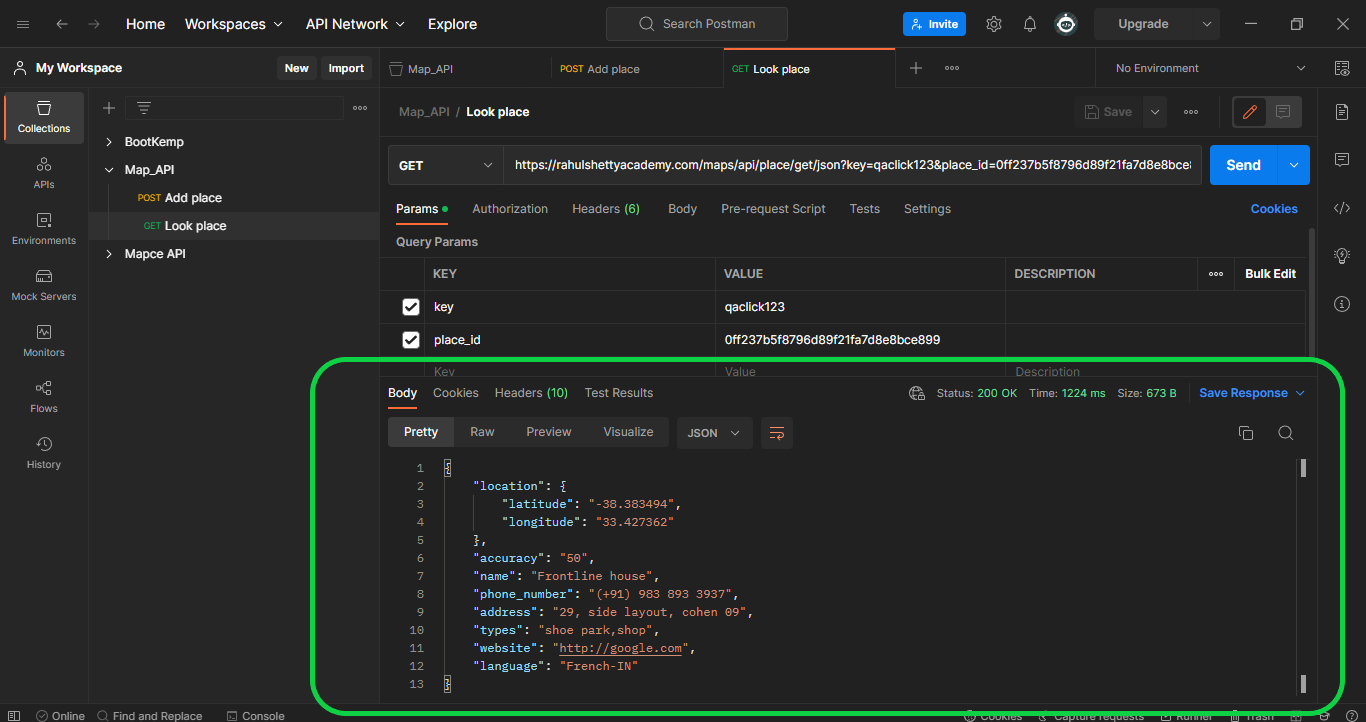 Home Workspaces API Network Explore Search Postman Invite Upgrade
My Workspace New Import Map_API POST Add place GET Look place No Environment
Collections
APIs
Environments
Mock Servers
Monitors
Flows
History
BootKemp
Map_API
POST Add place
GET Look place
Mapce API
Map_API / Look place Save
GET https://rahulshettyacademy.com/maps/api/place/get/json?key=qaclick123&place_id=0ff237b5f8796d89f21fa7d8e8bce Send
Params Authorization Headers (6) Body Pre-request Script Tests Settings Cookies
Query Params
KEY VALUE DESCRIPTION Bulk Edit
key qaclick123
place_id 0ff237b5f8796d89f21fa7d8e8bce899
Key Value Description
Body Cookies Headers (10) Test Results Status: 200 OK Time: 1224 ms Size: 673 B Save Response
Pretty Raw Preview Visualize JSON
1 {
2 "location": {
3 "latitude": "-38.383494",
4 "longitude": "33.427362"
5 },
6 "accuracy": "50",
7 "name": "Frontline house",
8 "phone_number": "(+91) 983 893 3937",
9 "address": "29, side layout, cohen 09",
10 "types": "shoe park,shop",
11 "website": "http://google.com",
12 "language": "French-IN"
13 }
Online Find and Replace Console Cookies Capture requests Runner Trash